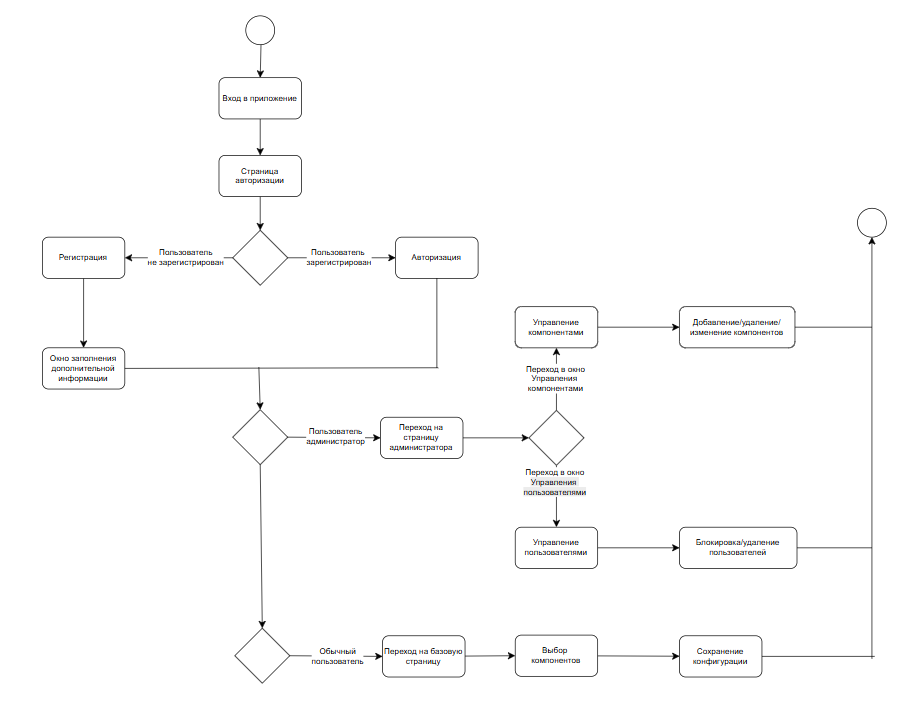 Вход в приложение
Страница
авторизации
Пользователь
не зарегистрирован
Пользователь
зарегистрирован
Регистрация
Авторизация
Окно заполнения
дополнительной
информации
Управление
компонентами
Добавление/удаление/
изменение компонентов
Переход в окно
Управления
компонентами
Пользователь
администратор
Переход на
страницу
администратора
Переход в окно
Управления
пользователями
Управление
пользователями
Блокировка/удаление
пользователей
Обычный
пользователь
Переход на базовую
страницу
Выбор
компонентов
Сохранение
конфигурации